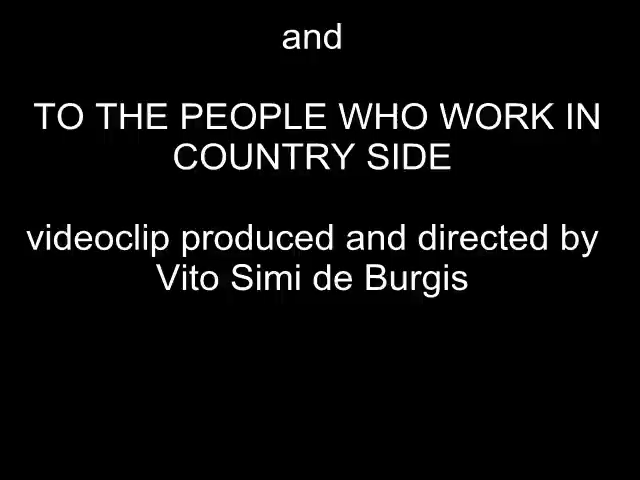 and
TO THE PEOPLE WHO WORK IN
COUNTRY SIDE
videoclip produced and directed by
Vito Simi de Burgis